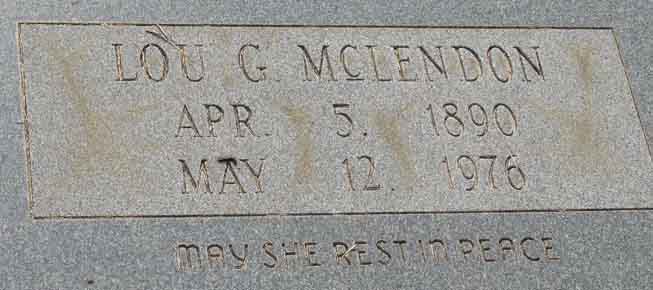 LOU G. McLENDON
APR. 5, 1890
MAY 12, 1976
MAY SHE REST IN PEACE